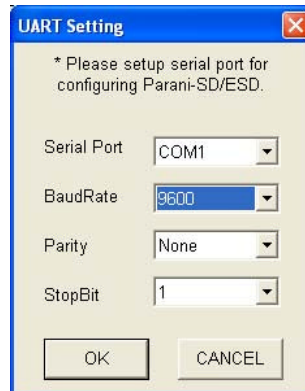 UART Setting
* Please setup serial port for
configuring Parani-SD/ESD.
Serial Port COM1
BaudRate 9600
Parity None
StopBit 1
OK CANCEL